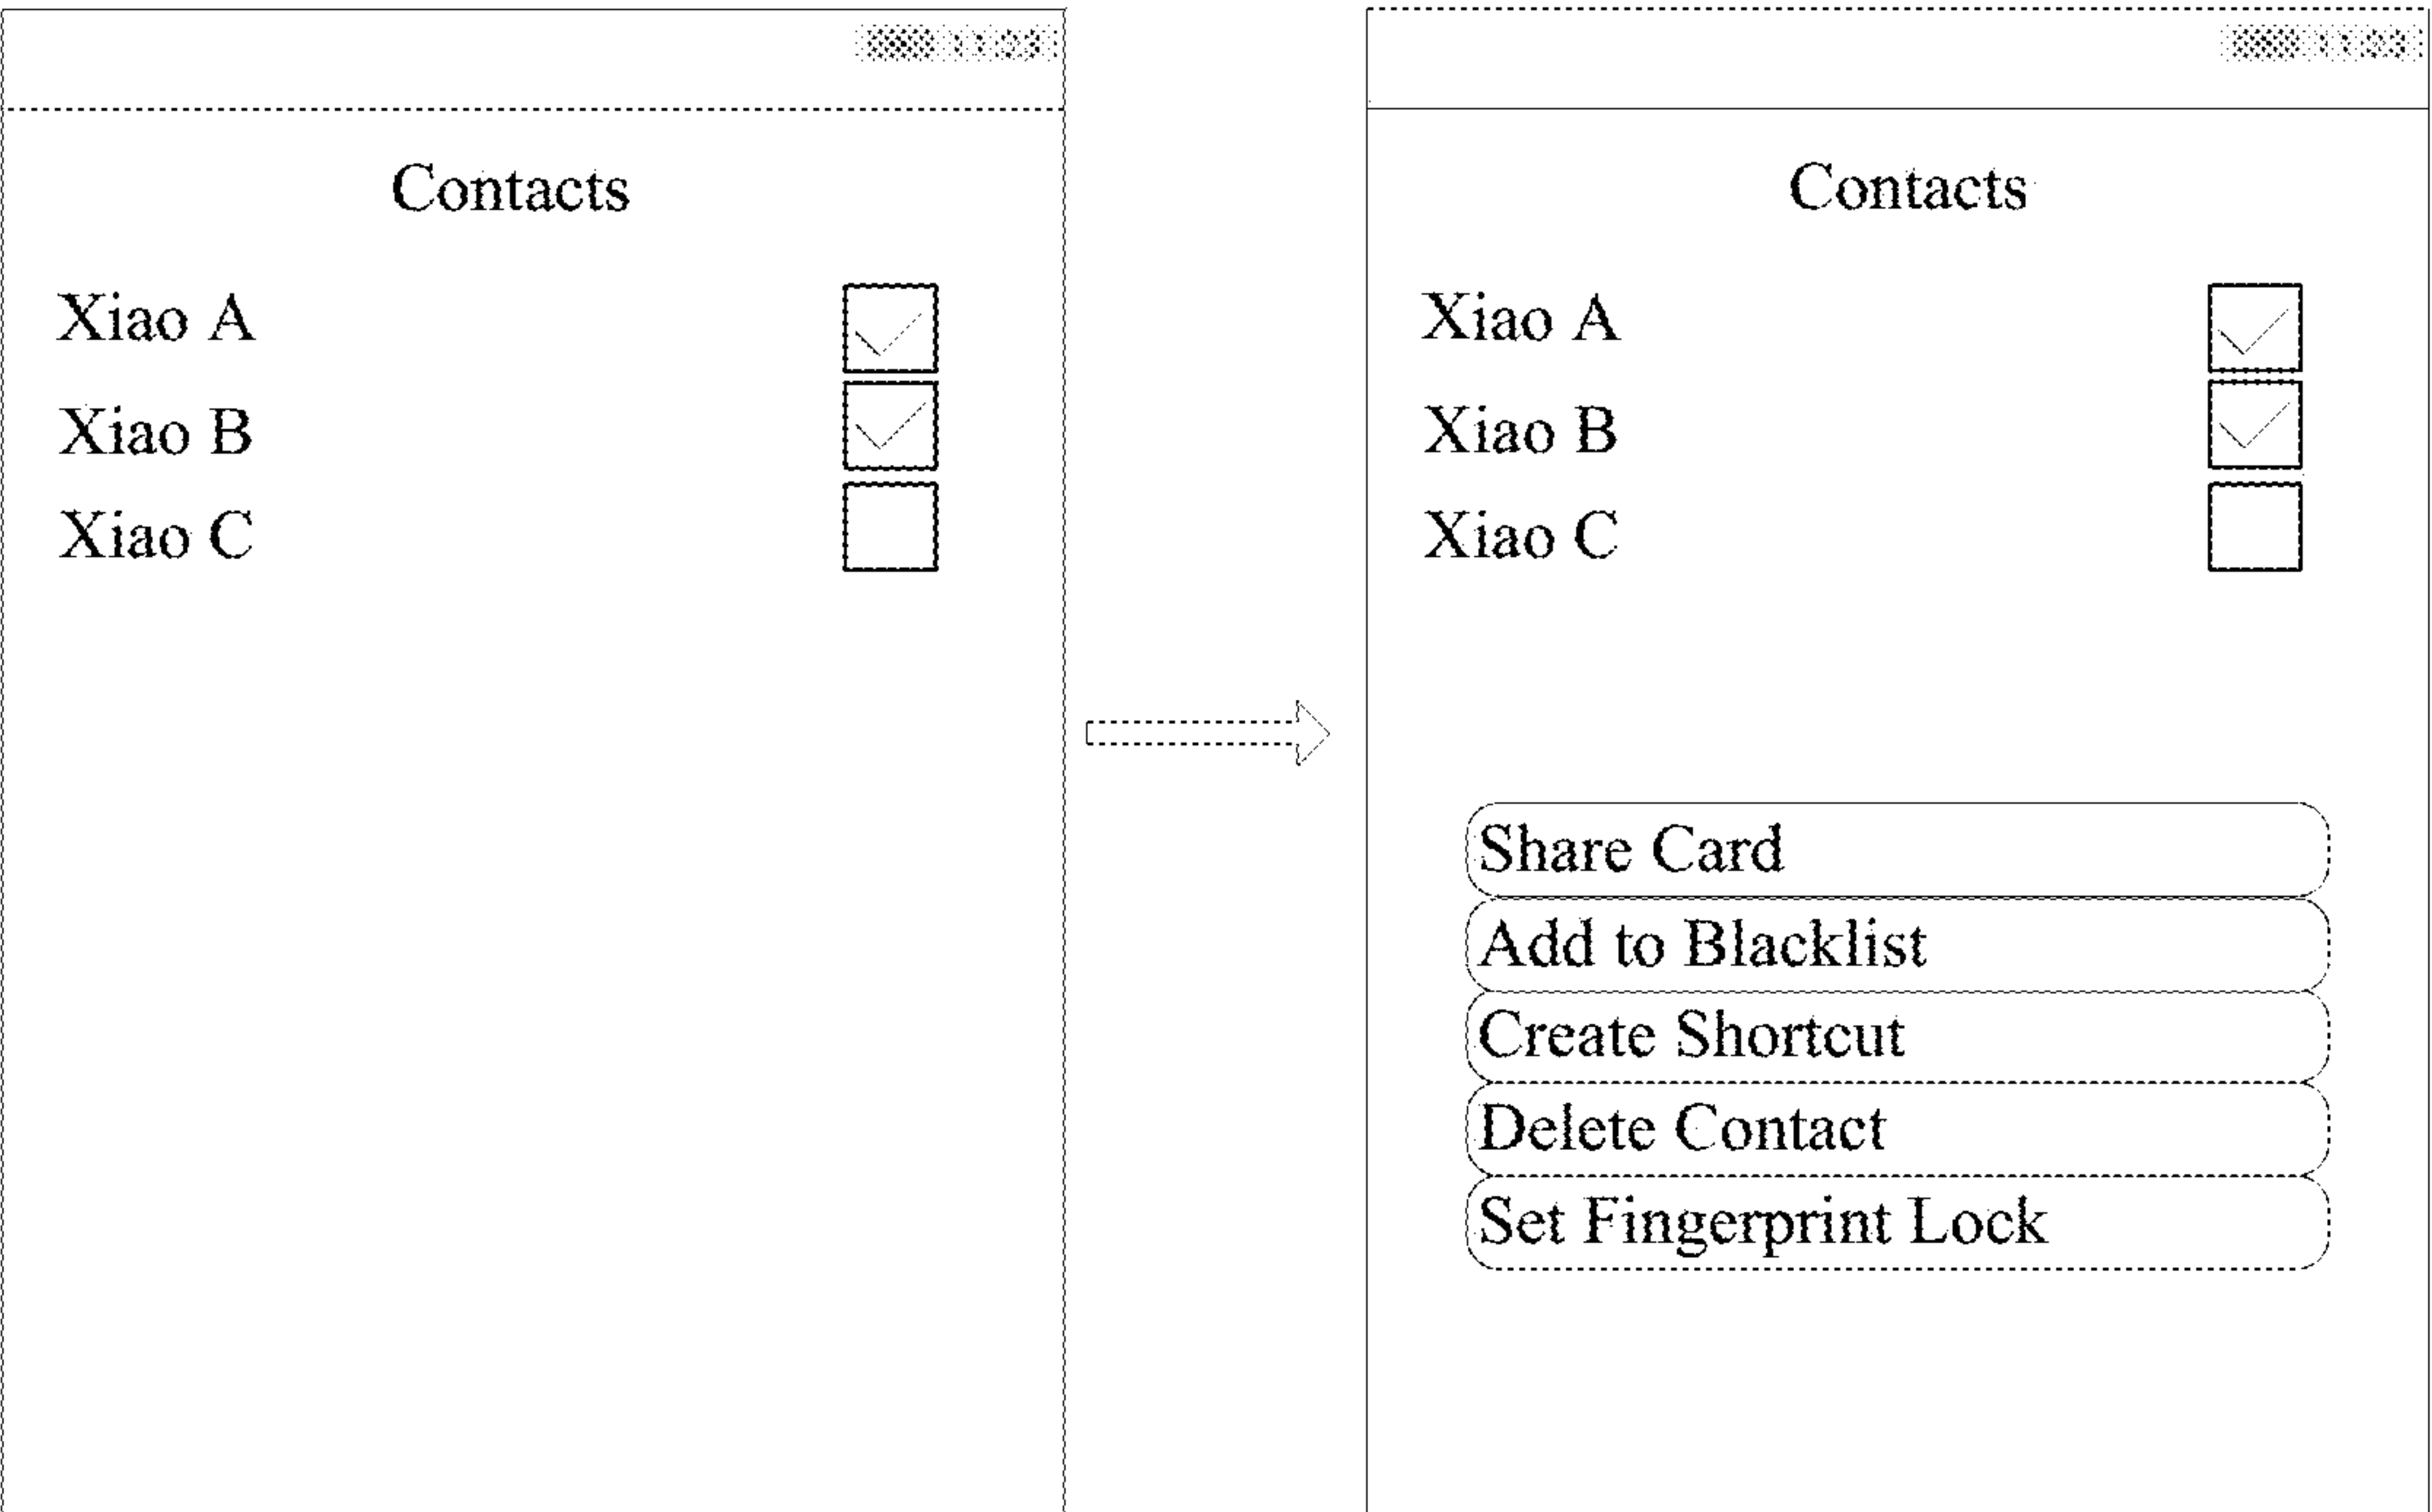 Contacts
Xiao A
Xiao B
Xiao C
Contacts
Xiao A
Xiao B
Xiao C
Share Card
Add to Blacklist
Create Shortcut
Delete Contact
Set Fingerprint Lock